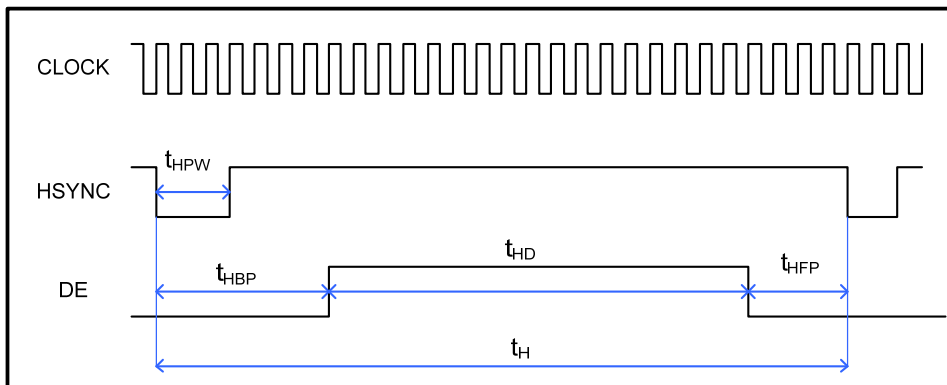 CLOCK
tHPW
HSYNC
tHD
tHBP
tHFP
DE
tH